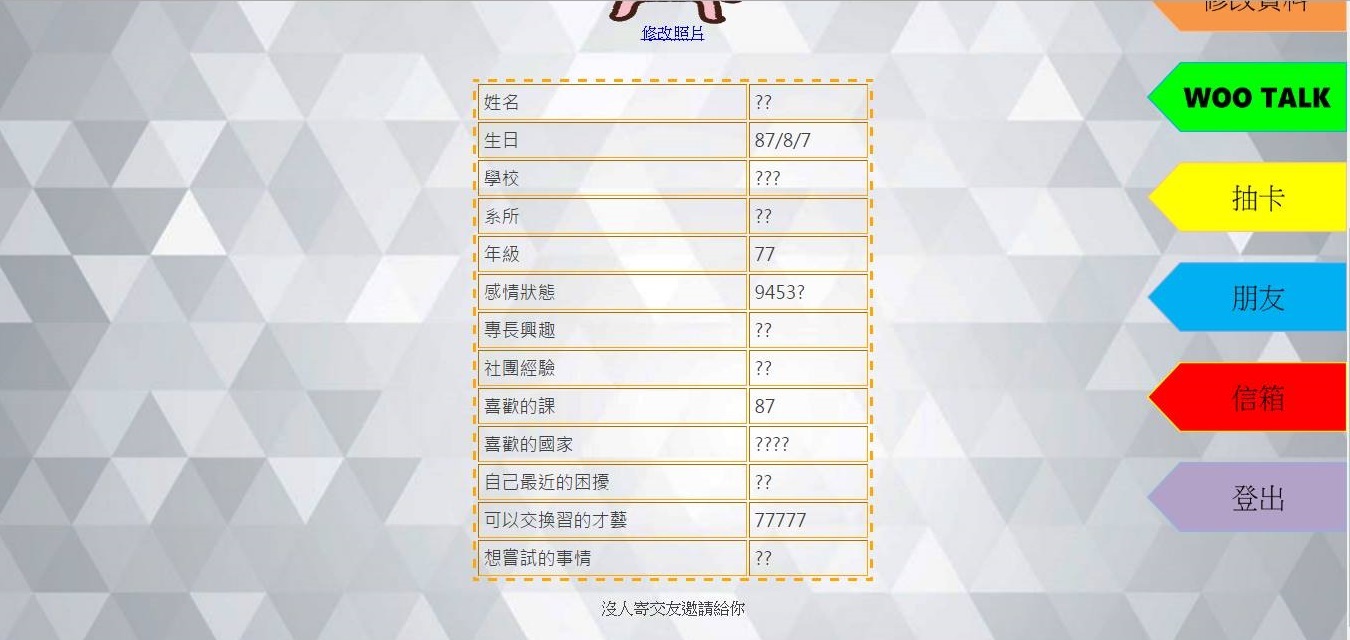 修改照片
姓名 ??
生日 87/8/7
學校 ???
系所 ??
年級 77
感情狀態 9453?
專長興趣 ??
社團經驗 ??
喜歡的課 87
喜歡的國家 ????
自己最近的困擾 ??
可以交換習的才藝 77777
想嘗試的事情 ??
沒人寄交友邀請給你
修改資料
WOO TALK
抽卡
朋友
信箱
登出